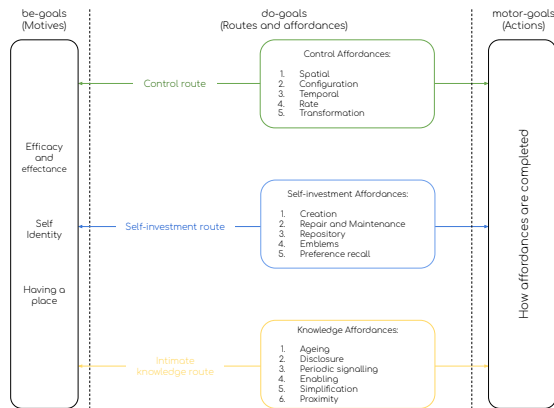 be-goals
(Motives)
do-goals
(Routes and affordances)
motor-goals
(Actions)
Efficacy and
effectance
Self
Identity
Having a
place
Control route
Control Affordances:
1. Spatial
2. Configuration
3. Temporal
4. Rate
5. Transformation
Self-investment route
Self-investment Affordances:
1. Creation
2. Repair and Maintenance
3. Repository
4. Emblems
5. Preference recall
Intimate
knowledge route
Knowledge Affordances:
1. Ageing
2. Disclosure
3. Periodic signalling
4. Enabling
5. Simplification
6. Proximity
How affordances are completed